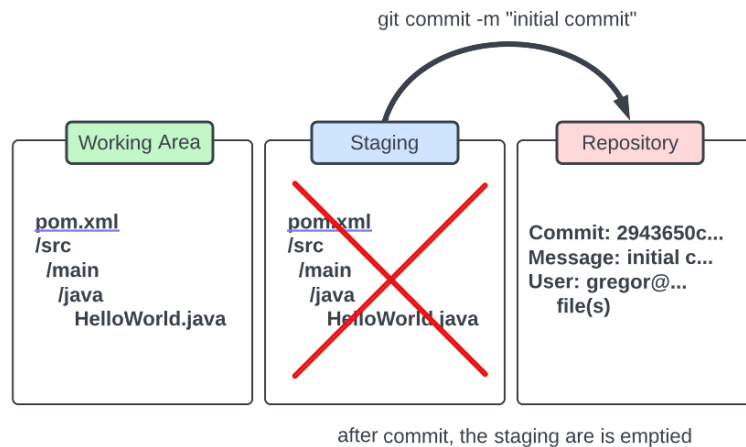 git commit -m "initial commit"
Working Area
Staging
Repository
pom.xml
/src
/main
/java
HelloWorld.java
pom.xml
/src
/main
/java
HelloWorld.java
Commit: 2943650c...
Message: initial c...
User: gregor@...
file(s)
after commit, the staging are is emptied